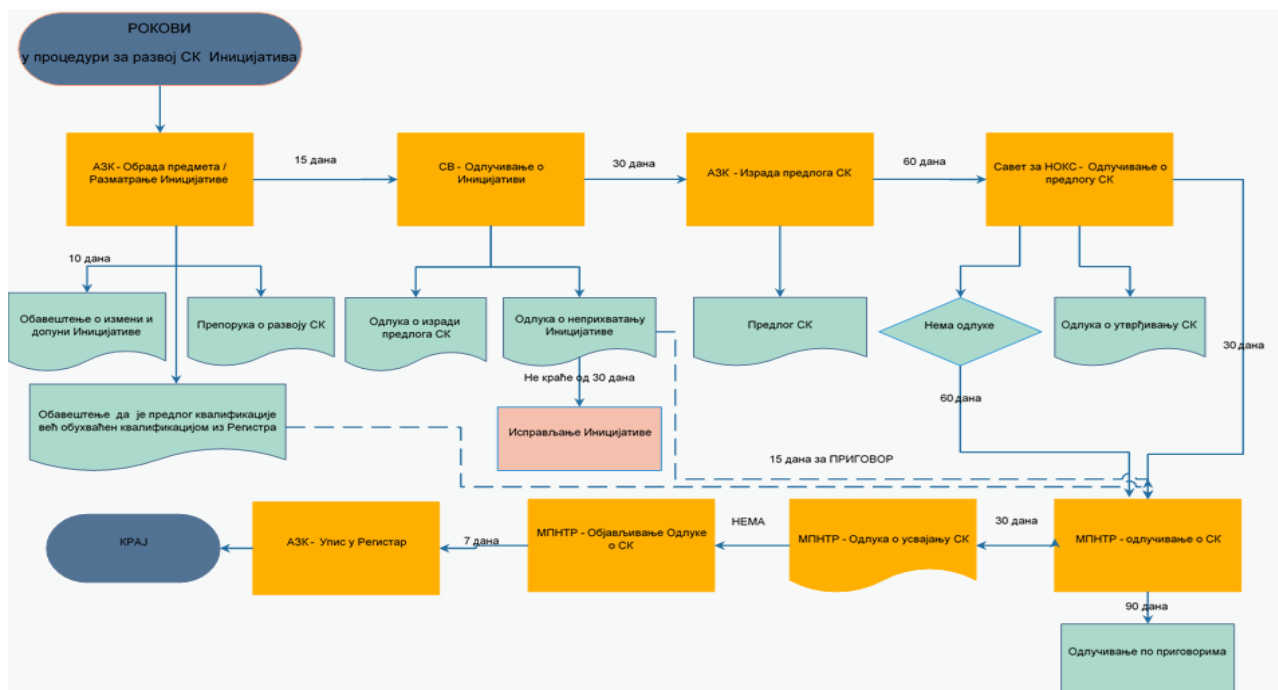 РОКОВИ
у процедури за развој СК Иницијатива
АЗК - Обрада предмета /
Разматрање Иницијативе
15 дана
СВ - Одлучивање о
Иницијативи
30 дана
АЗК - Израда предлога СК
60 дана
Савет за НОКС - Одлучивање о
предлогу СК
10 дана
Обавештење о измени и
допуни Иницијативе
Препорука о развоју СК
Одлука о изради
предлога СК
Одлука о неприхватању
Иницијативе
Предлог СК
Нема одлуке
Одлука о утврђивању СК
30 дана
Не краће од 30 дана
60 дана
Обавештење да је предлог квалификације
већ обухваћен квалификацијом из Регистра
Исправљање Иницијативе
15 дана за ПРИГОВОР
КРАЈ
АЗК - Упис у Регистар
7 дана
МПНТР - Објављивање Одлуке
о СК
НЕМА
МПНТР - Одлука о усвајању СК
30 дана
МПНТР - одлучивање о СК
90 дана
Одлучивање по приговорима